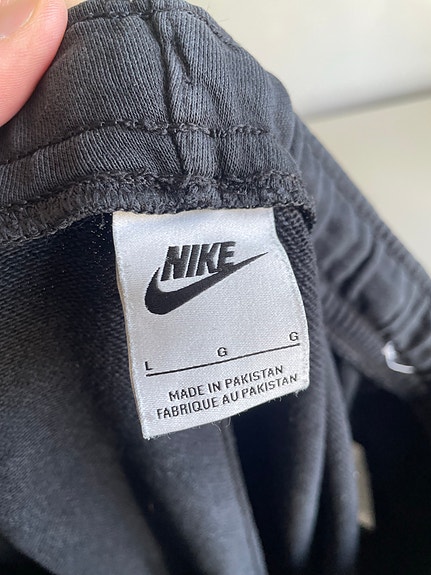 NIKE
L G G
MADE IN PAKISTAN
FABRIQUE AU PAKISTAN